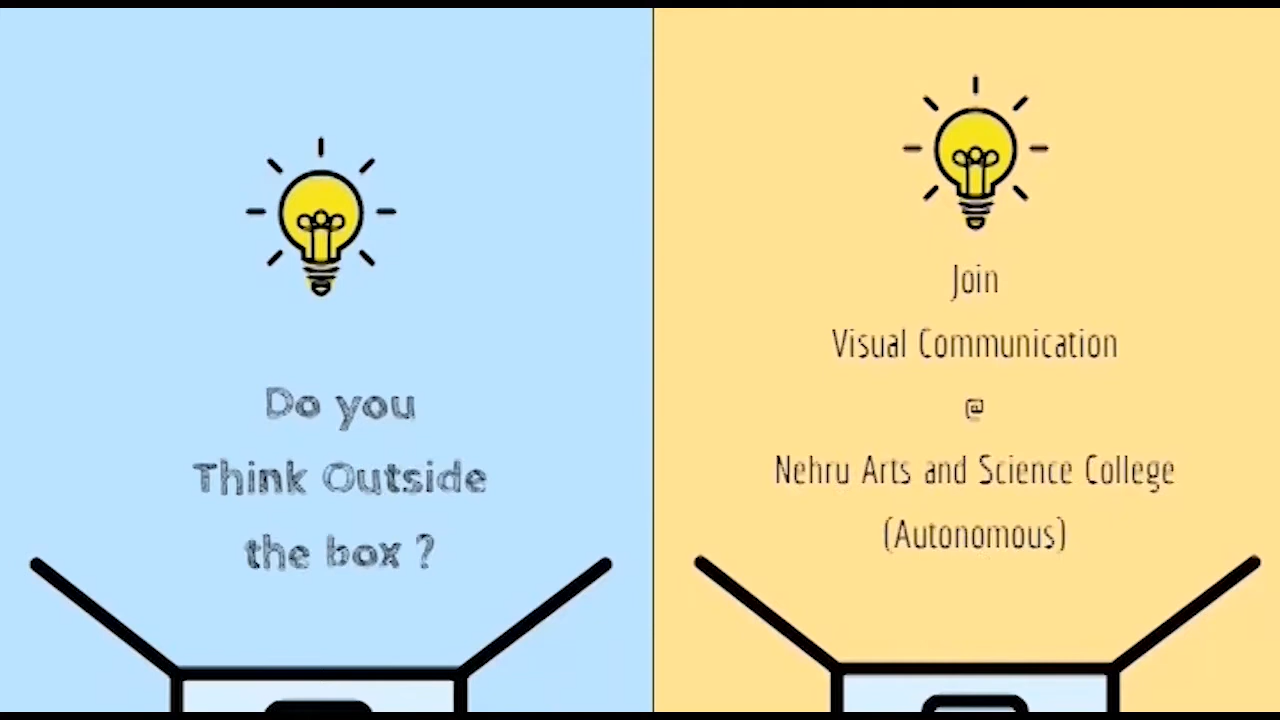 Do you
Think Outside
the box ?
Join
Visual Communication
@
Nehru Arts and Science College
(Autonomous)